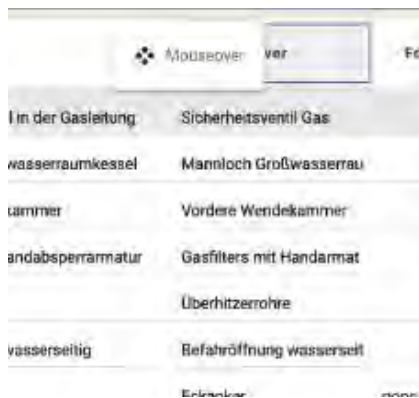 Mouseover ver
l in der Gasleitung Sicherheitsventil Gas
wasserraumkessel Mannloch Großwasserrau
kammer Vordere Wendekammer
andabsperrarmatur Gasfilters mit Handarmat
Überhitzerrohre
wasserseitig Befahröffnung wasserseit